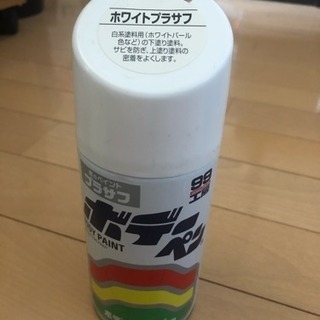 ホワイトプラサフ
白系塗料用(ホワイトパール
色など)の下塗り塗料。
サビを防ぎ、上塗り塗料の
密着をよくします。
プラサフ
99
工房
ボデー
ペン
PAINT